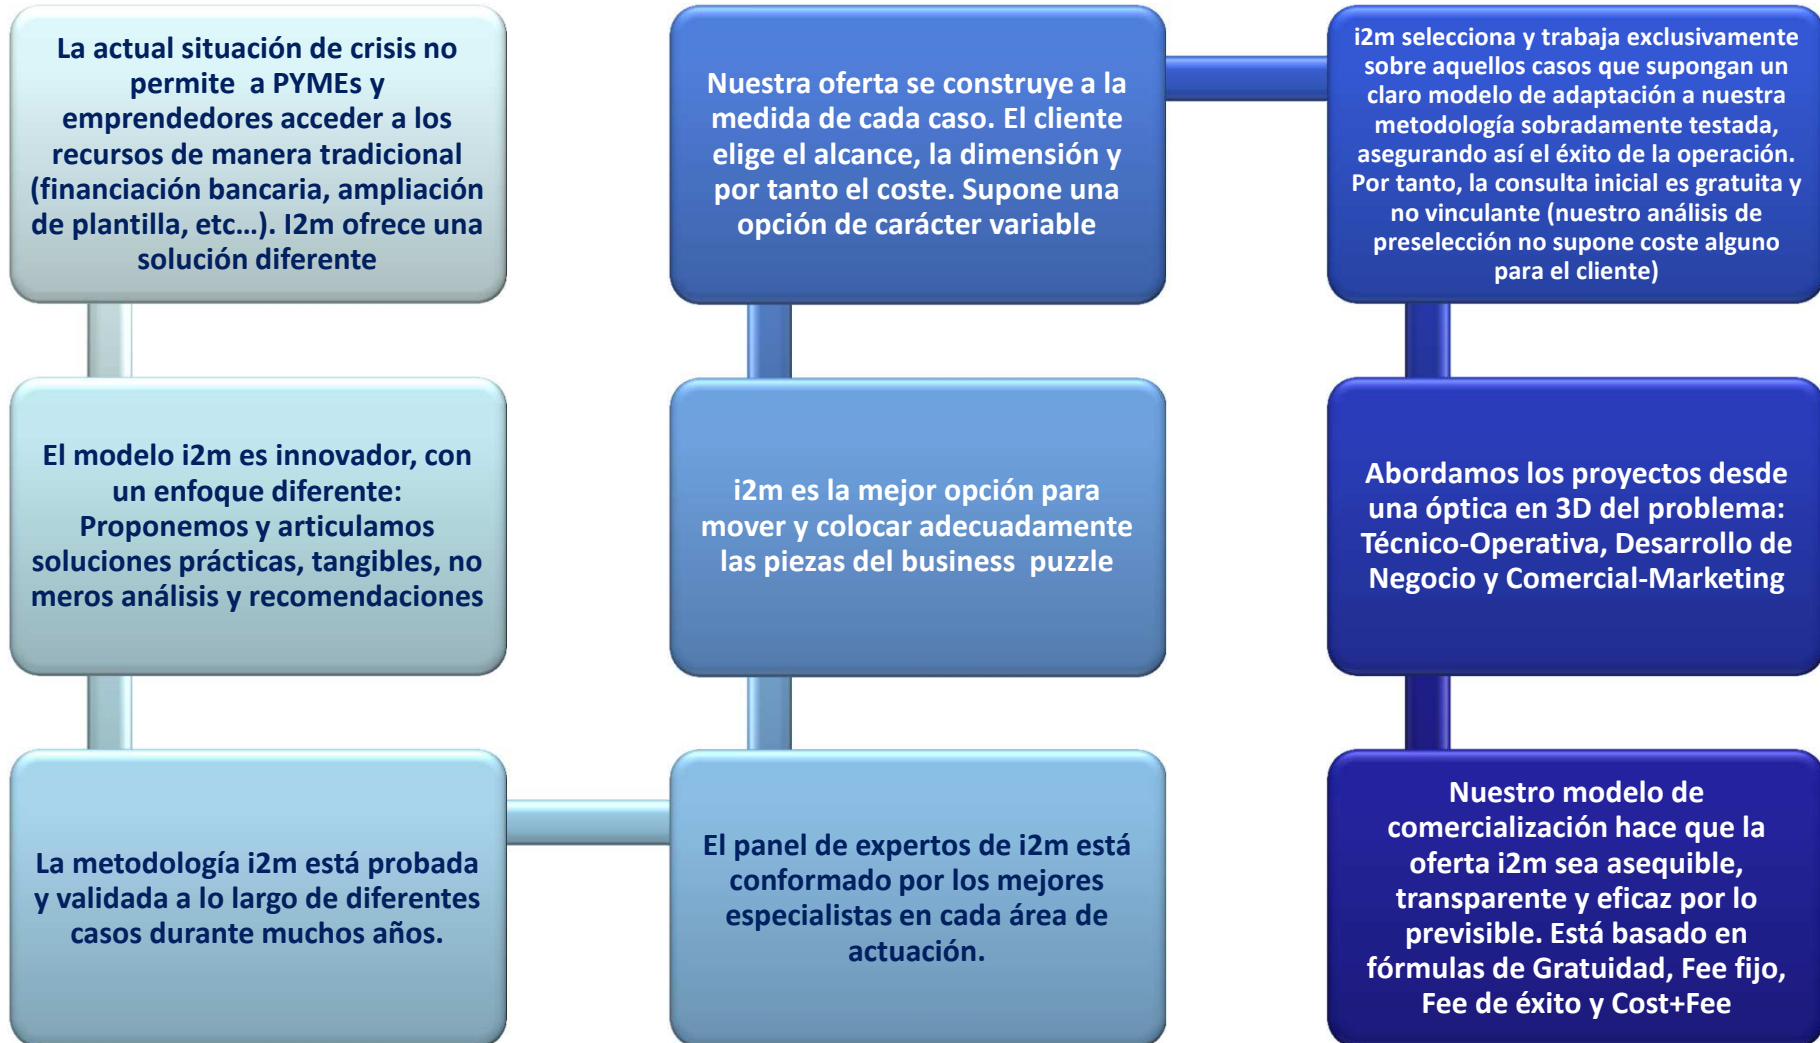 La actual situación de crisis no
permite a PYMEs y
emprendedores acceder a los
recursos de manera tradicional
(financiación bancaria, ampliación
de plantilla, etc…). I2m ofrece una
solución diferente
El modelo i2m es innovador, con
un enfoque diferente:
Proponemos y articulamos
soluciones prácticas, tangibles, no
meros análisis y recomendaciones
La metodología i2m está probada
y validada a lo largo de diferentes
casos durante muchos años.
El panel de expertos de i2m está
conformado por los mejores
especialistas en cada área de
actuación.
i2m es la mejor opción para
mover y colocar adecuadamente
las piezas del business puzzle
Nuestra oferta se construye a la
medida de cada caso. El cliente
elige el alcance, la dimensión y
por tanto el coste. Supone una
opción de carácter variable
i2m selecciona y trabaja exclusivamente
sobre aquellos casos que supongan un
claro modelo de adaptación a nuestra
metodología sobradamente testada,
asegurando así el éxito de la operación.
Por tanto, la consulta inicial es gratuita y
no vinculante (nuestro análisis de
preselección no supone coste alguno
para el cliente)
Abordamos los proyectos desde
una óptica en 3D del problema:
Técnico-Operativa, Desarrollo de
Negocio y Comercial-Marketing
Nuestro modelo de
comercialización hace que la
oferta i2m sea asequible,
transparente y eficaz por lo
previsible. Está basado en
fórmulas de Gratuidad, Fee fijo,
Fee de éxito y Cost+Fee